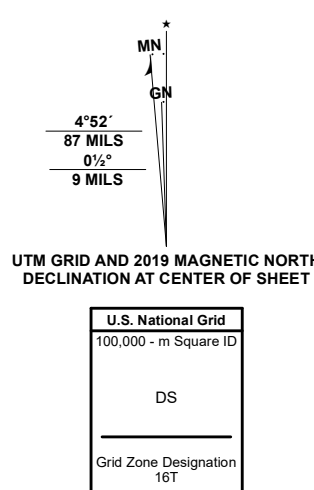 MN
GN
4°52´
87 MILS
0½°
9 MILS
UTM GRID AND 2019 MAGNETIC NORTH
DECLINATION AT CENTER OF SHEET
U.S. National Grid
100,000 - m Square ID
DS
Grid Zone Designation
16T